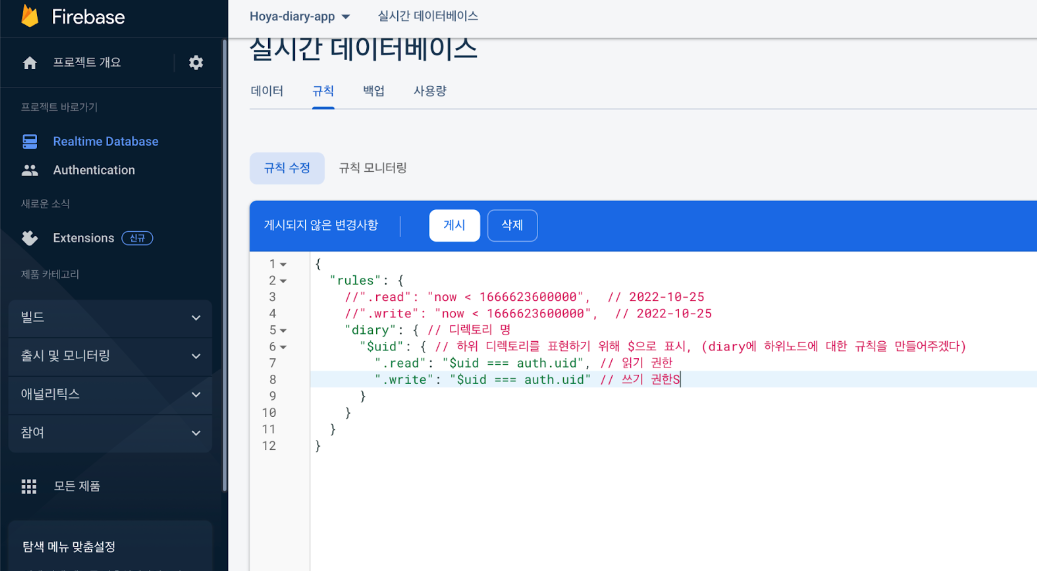 Firebase
Hoya-diary-app 실시간 데이터베이스
실시간 데이터베이스
프로젝트 개요
데이터 규칙 백업 사용량
프로젝트 바로가기
Realtime Database
Authentication
새로운 소식
Extensions 신규
제품 카테고리
빌드
출시 및 모니터링
애널리틱스
참여
모든 제품
탐색 메뉴 맞춤설정
규칙 수정 규칙 모니터링
게시되지 않은 변경사항 게시 삭제
1 {
2 "rules": {
3 //".read": "now < 1666623600000", // 2022-10-25
4 //".write": "now < 1666623600000", // 2022-10-25
5 "diary": { // 디렉토리 명
6 "$uid": { // 하위 디렉토리를 표현하기 위해 $으로 표시, (diary에 하위노드에 대한 규칙을 만들어주겠다)
7 ".read": "$uid === auth.uid", // 읽기 권한
8 ".write": "$uid === auth.uid" // 쓰기 권한S
9 }
10 }
11 }
12 }